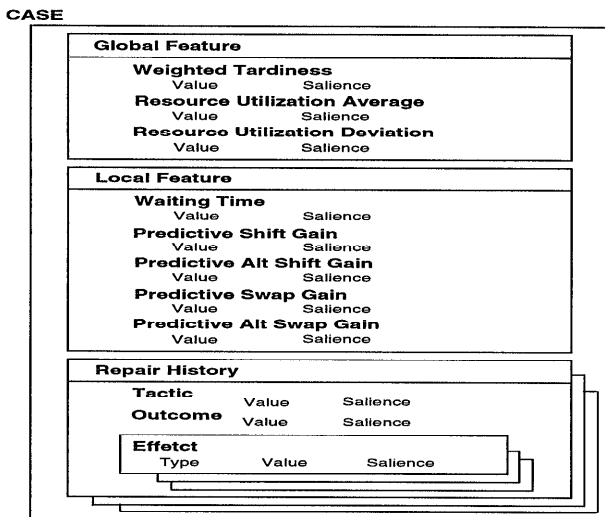 CASE
Global Feature
Weighted Tardiness
Value Salience
Resource Utilization Average
Value Salience
Resource Utilization Deviation
Value Salience
Local Feature
Waiting Time
Value Salience
Predictive Shift Gain
Value Salience
Predictive Alt Shift Gain
Value Salience
Predictive Swap Gain
Value Salience
Predictive Alt Swap Gain
Value Salience
Repair History
Tactic Value Salience
Outcome Value Salience
Effetct
Type Value Salience